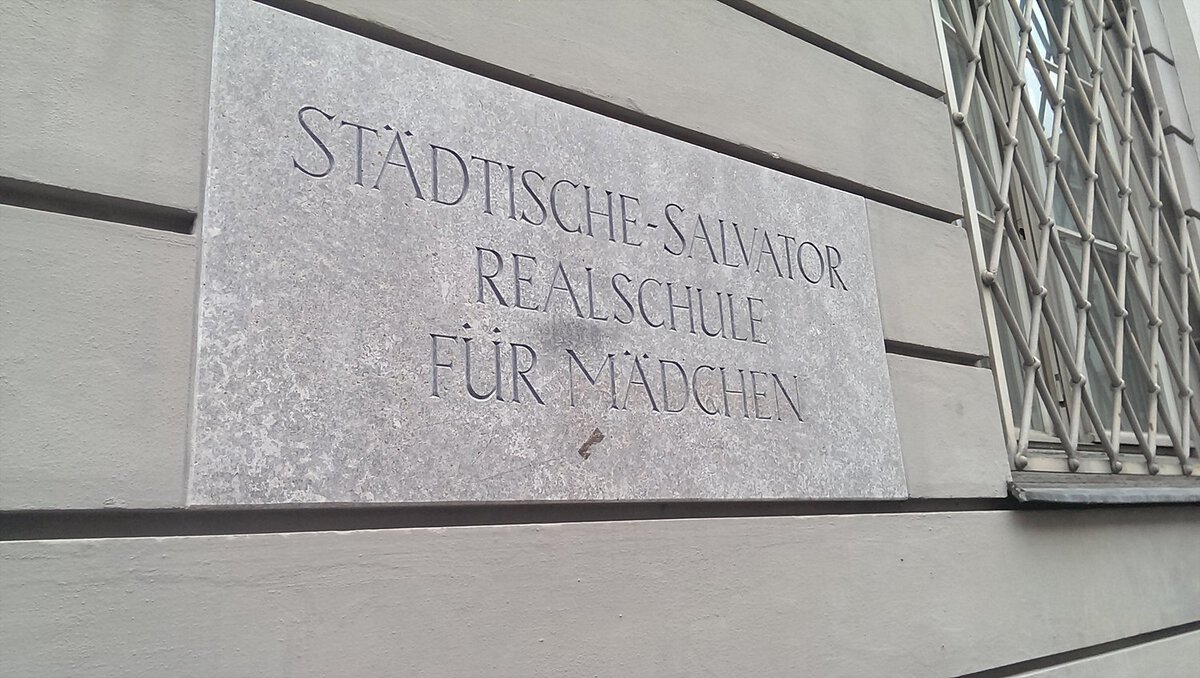 STÄDTISCHE-SALVATOR
REALSCHULE
FÜR MÄDCHEN